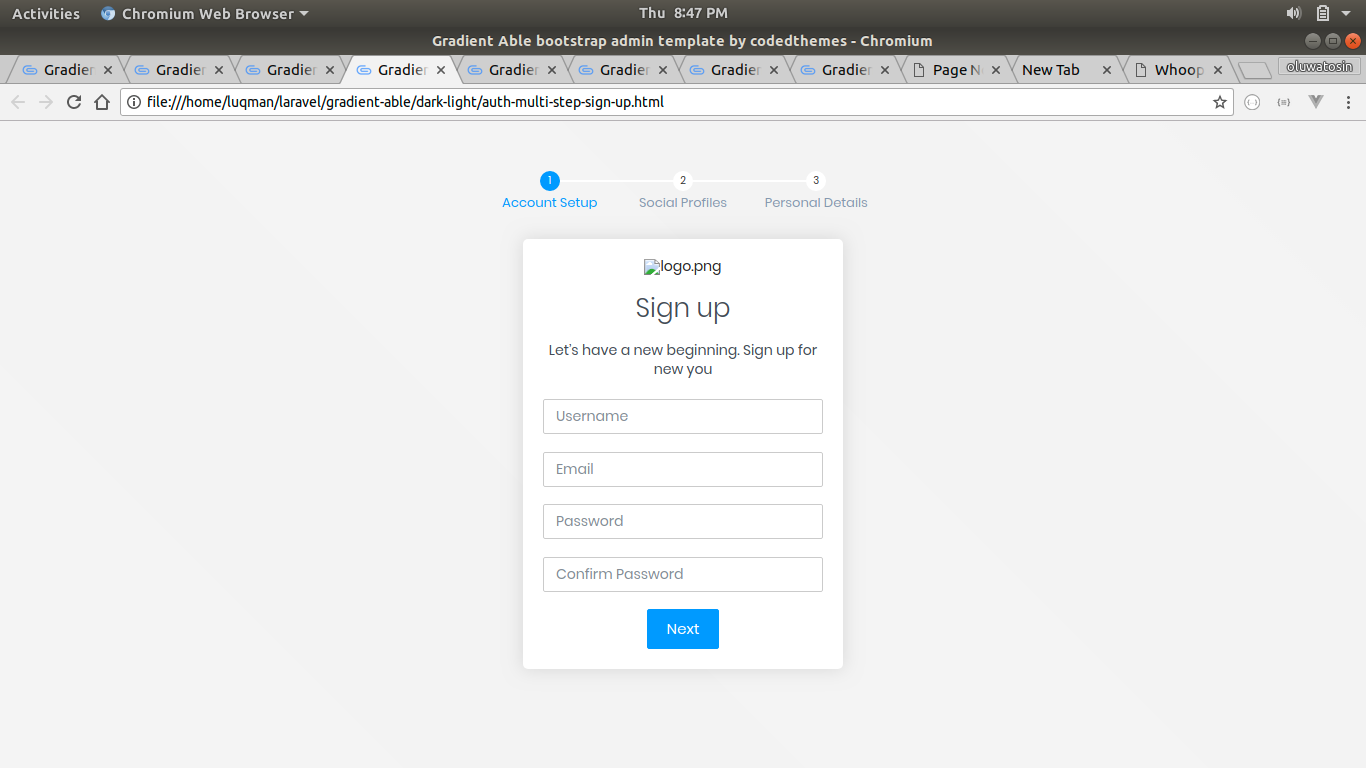 Activities Chromium Web Browser Thu 8:47 PM
Gradient Able bootstrap admin template by codedthemes - Chromium
Gradier Gradier Gradier Gradier Gradier Gradier Gradier Gradier Page N New Tab Whoop oluwatosin
file:///home/luqman/laravel/gradient-able/dark-light/auth-multi-step-sign-up.html
1 2 3
Account Setup Social Profiles Personal Details
logo.png
Sign up
Let's have a new beginning. Sign up for
new you
Username
Email
Password
Confirm Password
Next